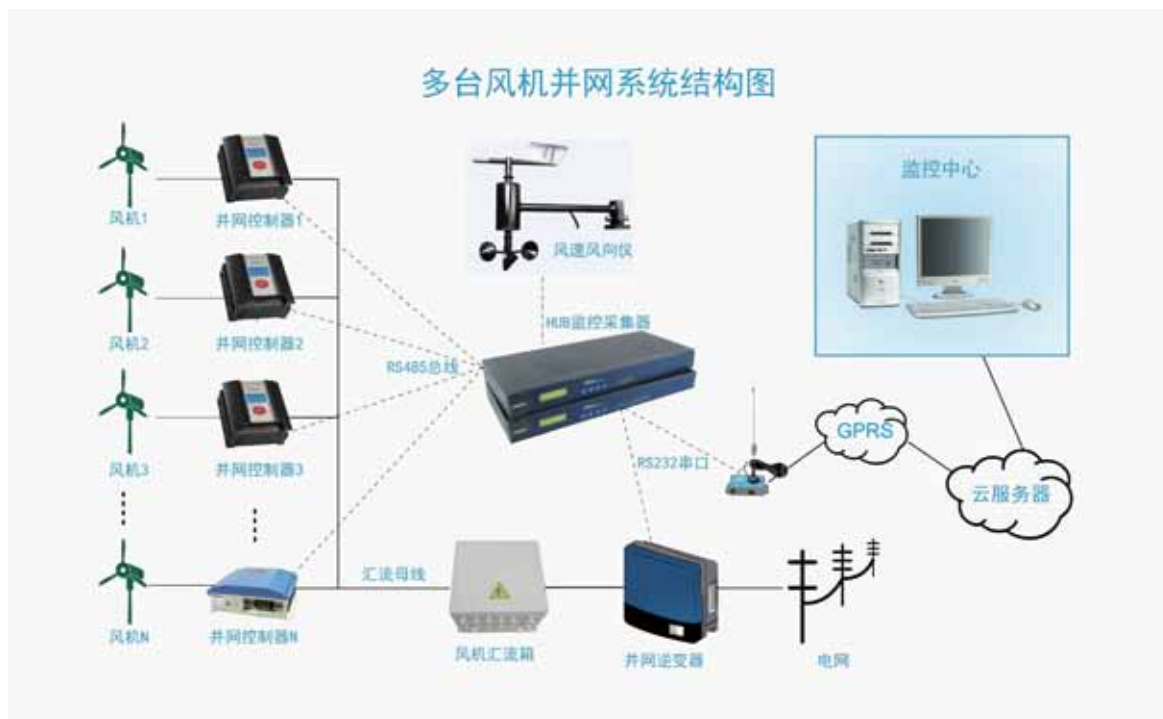 多台风机并网系统结构图
监控中心
风机1
并网控制器1
风速风向仪
HUB监控采集器
风机2
并网控制器2
RS485总线
GPRS
风机3
并网控制器3
RS232串口
云服务器
汇流母线
风机N
并网控制器N
风机汇流箱
并网逆变器
电网